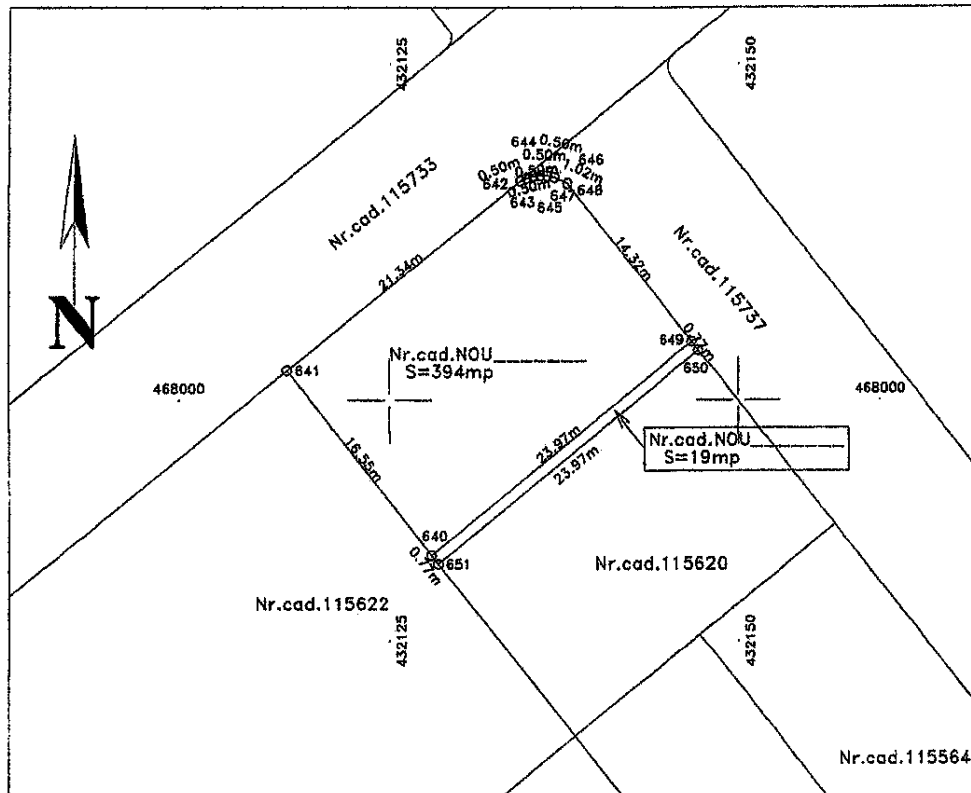 432125
432150
644
0.50m
0.50m
646
0.50m
0.50m
1.02m
642
0.50m
647
648
643
645
Nr.cad.115733
14.32m
Nr.cad.115737
21.34m
N
649
0.77m
650
Nr.cad.NOU
S=394mp
641
468000
468000
16.55m
23.97m
23.97m
Nr.cad.NOU
S=19mp
640
0.77m
651
Nr.cad.115620
Nr.cad.115622
432125
432150
Nr.cad.115564